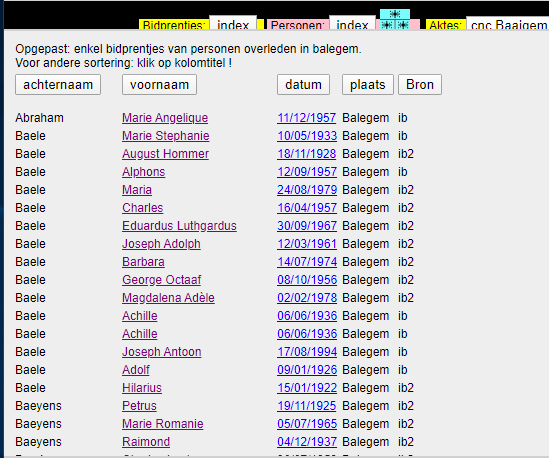 Bidprentjes: index Personen: index Aktes: cnc Baaigem
Opgepast: enkel bidprentjes van personen overleden in balegem.
Voor andere sortering: klik op kolomtitel !
achternaam voornaam datum plaats Bron
Abraham Marie Angelique 11/12/1957 Balegem ib
Baele Marie Stephanie 10/05/1933 Balegem ib
Baele August Hommer 18/11/1928 Balegem ib2
Baele Alphons 12/09/1957 Balegem ib
Baele Maria 24/08/1979 Balegem ib2
Baele Charles 16/04/1957 Balegem ib2
Baele Eduardus Luthgardus 30/09/1967 Balegem ib2
Baele Joseph Adolph 12/03/1961 Balegem ib2
Baele Barbara 14/07/1974 Balegem ib2
Baele George Octaaf 08/10/1956 Balegem ib2
Baele Magdalena Adèle 02/02/1978 Balegem ib2
Baele Achille 06/06/1936 Balegem ib
Baele Achille 06/06/1936 Balegem ib
Baele Joseph Antoon 17/08/1994 Balegem ib
Baele Adolf 09/01/1926 Balegem ib
Baele Hilarius 15/01/1922 Balegem ib2
Baeyens Petrus 19/11/1925 Balegem ib2
Baeyens Marie Romanie 05/07/1965 Balegem ib2
Baeyens Raimond 04/12/1937 Balegem ib2